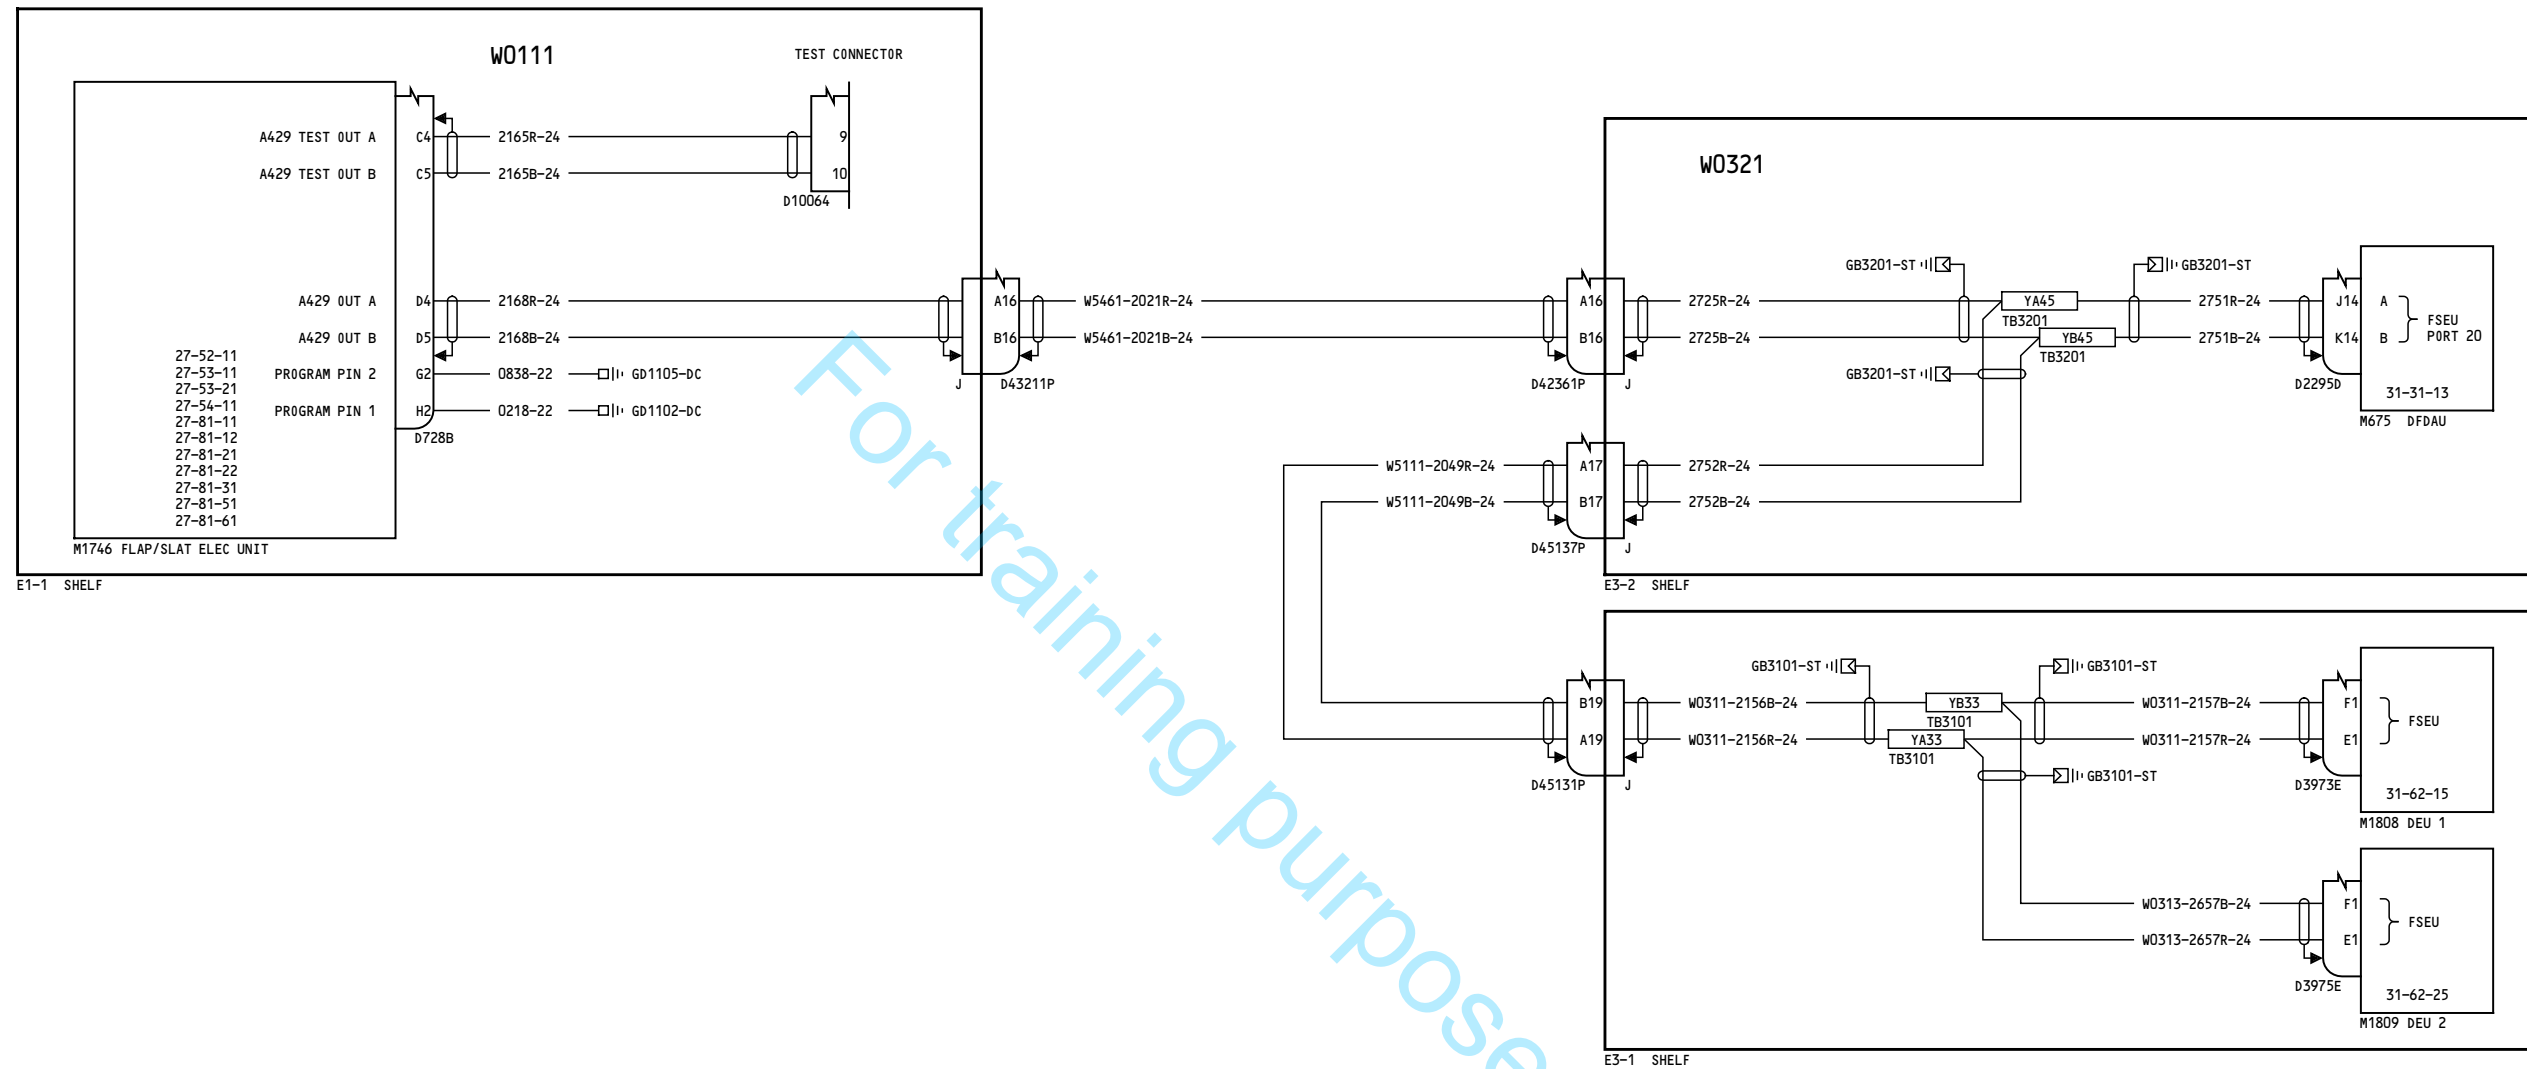 W0111
TEST CONNECTOR
A429 TEST OUT A C4 2165R-24 9
A429 TEST OUT B C5 2165B-24 10
D10064
A429 OUT A D4 2168R-24 A16 W5461-2021R-24 A16 2725R-24 YA45 2751R-24 J14 A
A429 OUT B D5 2168B-24 B16 W5461-2021B-24 B16 2725B-24 YB45 2751B-24 K14 B
27-52-11
27-53-11
27-53-21
27-54-11
27-81-11
27-81-12
27-81-21
27-81-22
27-81-31
27-81-51
27-81-61
PROGRAM PIN 2 G2 0838-22 GD1105-DC
PROGRAM PIN 1 H2 0218-22 GD1102-DC
D728B
J D43211P
M1746 FLAP/SLAT ELEC UNIT
E1-1 SHELF
W0321
GB3201-ST
GB3201-ST
TB3201
TB3201
GB3201-ST
FSEU
PORT 20
D42361P J
D2295D
31-31-13
M675 DFDAU
W5111-2049R-24 A17 2752R-24
W5111-2049B-24 B17 2752B-24
D45137P J
E3-2 SHELF
GB3101-ST
GB3101-ST
B19 W0311-2156B-24 YB33 W0311-2157B-24 F1
TB3101
FSEU
A19 W0311-2156R-24 YA33 W0311-2157R-24 E1
TB3101
GB3101-ST
D45131P J
D3973E
31-62-15
M1808 DEU 1
W0313-2657B-24 F1
FSEU
W0313-2657R-24 E1
D3975E
31-62-25
M1809 DEU 2
E3-1 SHELF
For training purpose